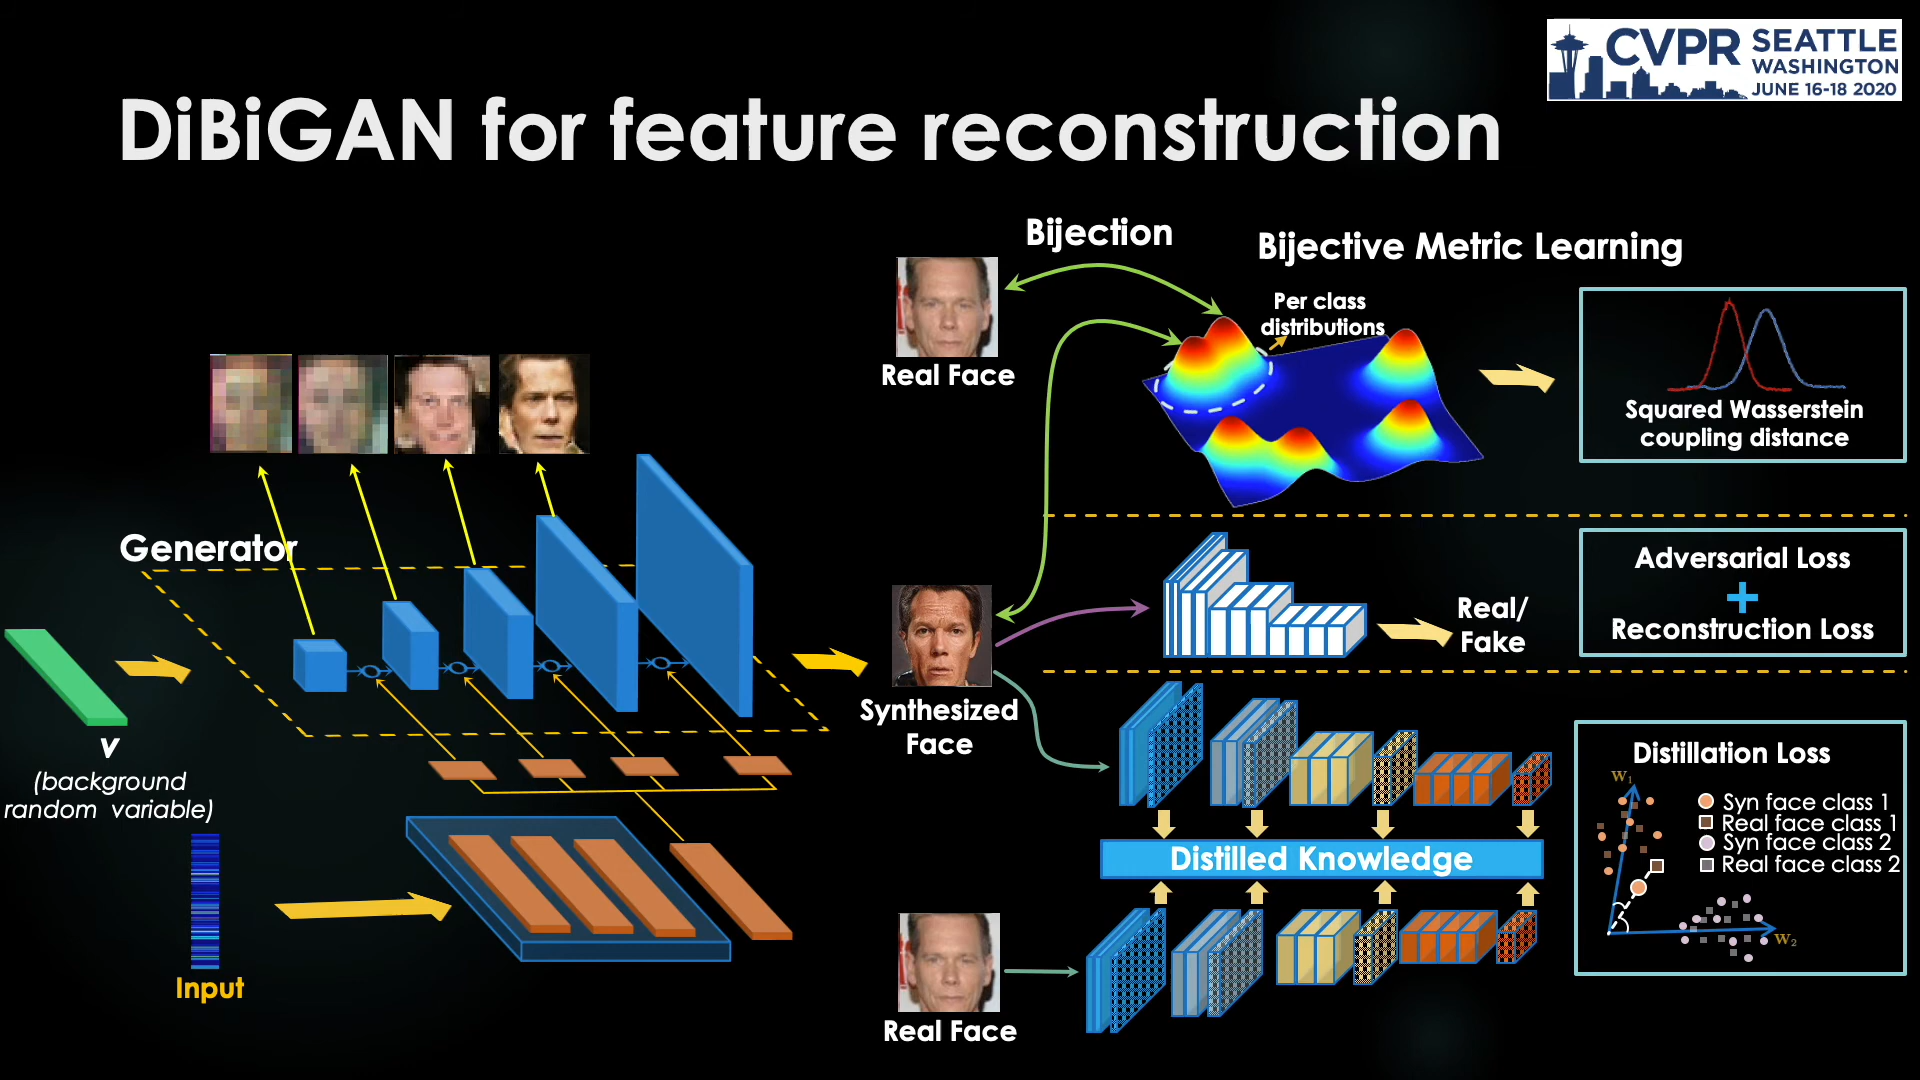 CVPR
SEATTLE
WASHINGTON
JUNE 16-18 2020
DiBiGAN for feature reconstruction
Bijection
Bijective Metric Learning
Per class
distributions
Real Face
Squared Wasserstein
coupling distance
Generator
Adversarial Loss
+
Reconstruction Loss
Real/
Fake
Synthesized
Face
v
(background
random variable)
Distillation Loss
W1
Syn face class 1
Real face class 1
Syn face class 2
Real face class 2
W2
Distilled Knowledge
Input
Real Face